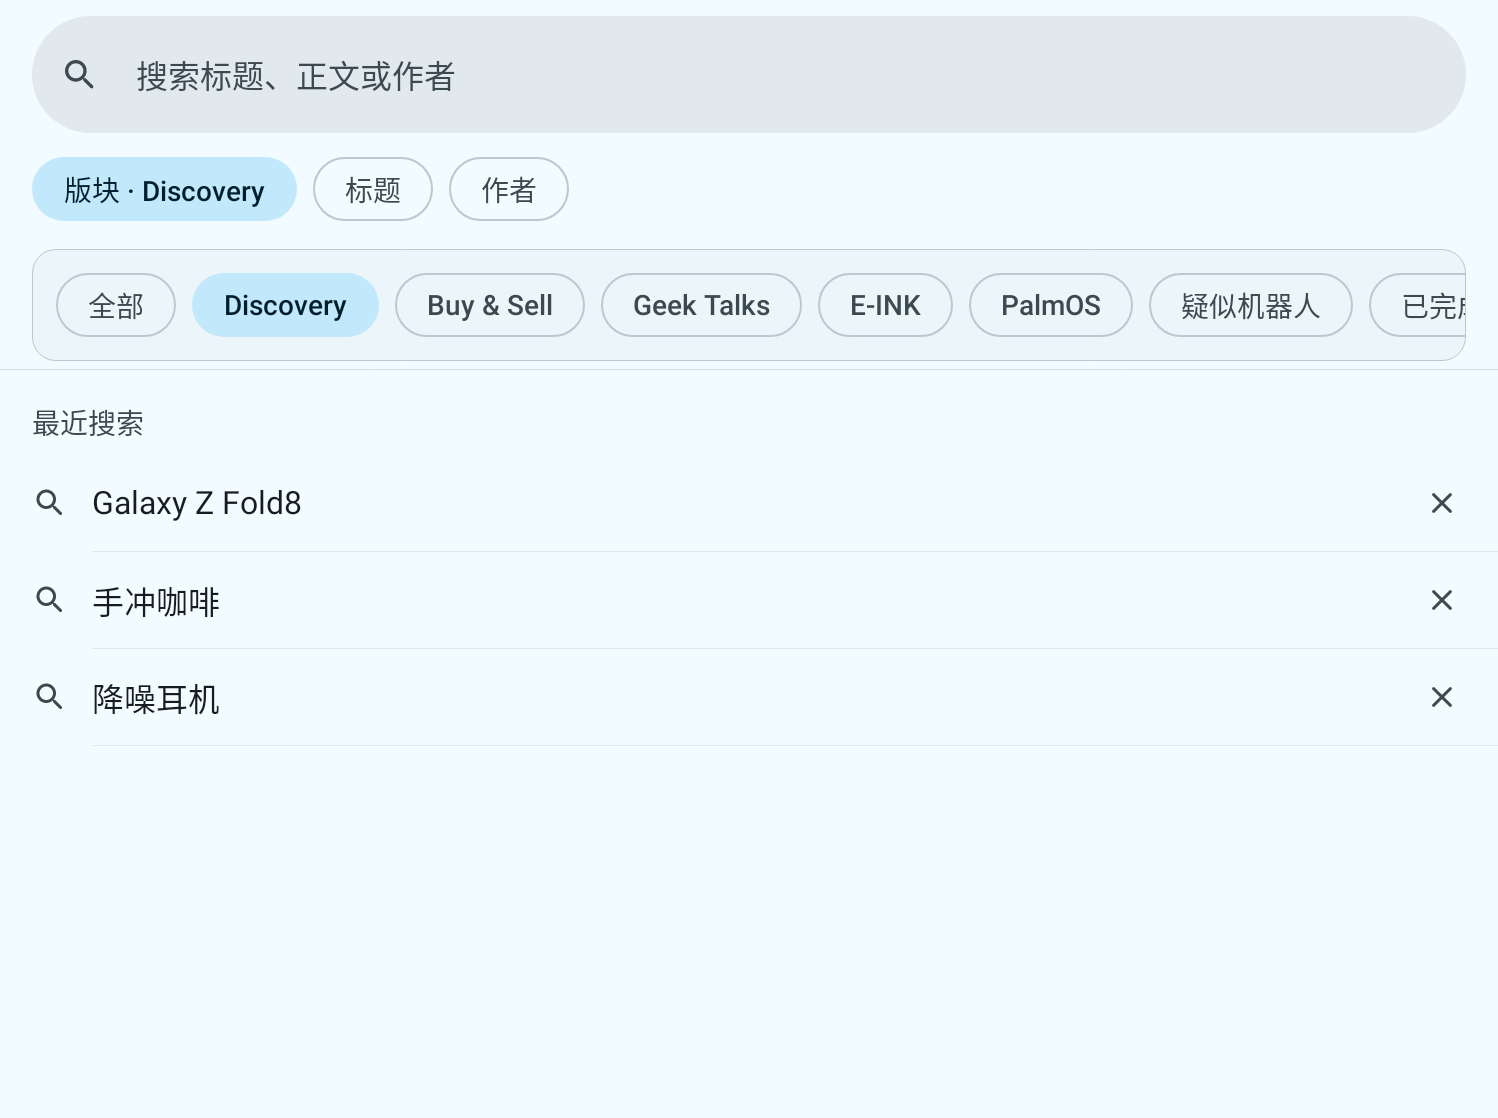 搜索标题、正文或作者
版块 · Discovery 标题 作者
全部 Discovery Buy & Sell Geek Talks E-INK PalmOS 疑似机器人 已完
最近搜索
Galaxy Z Fold8
手冲咖啡
降噪耳机